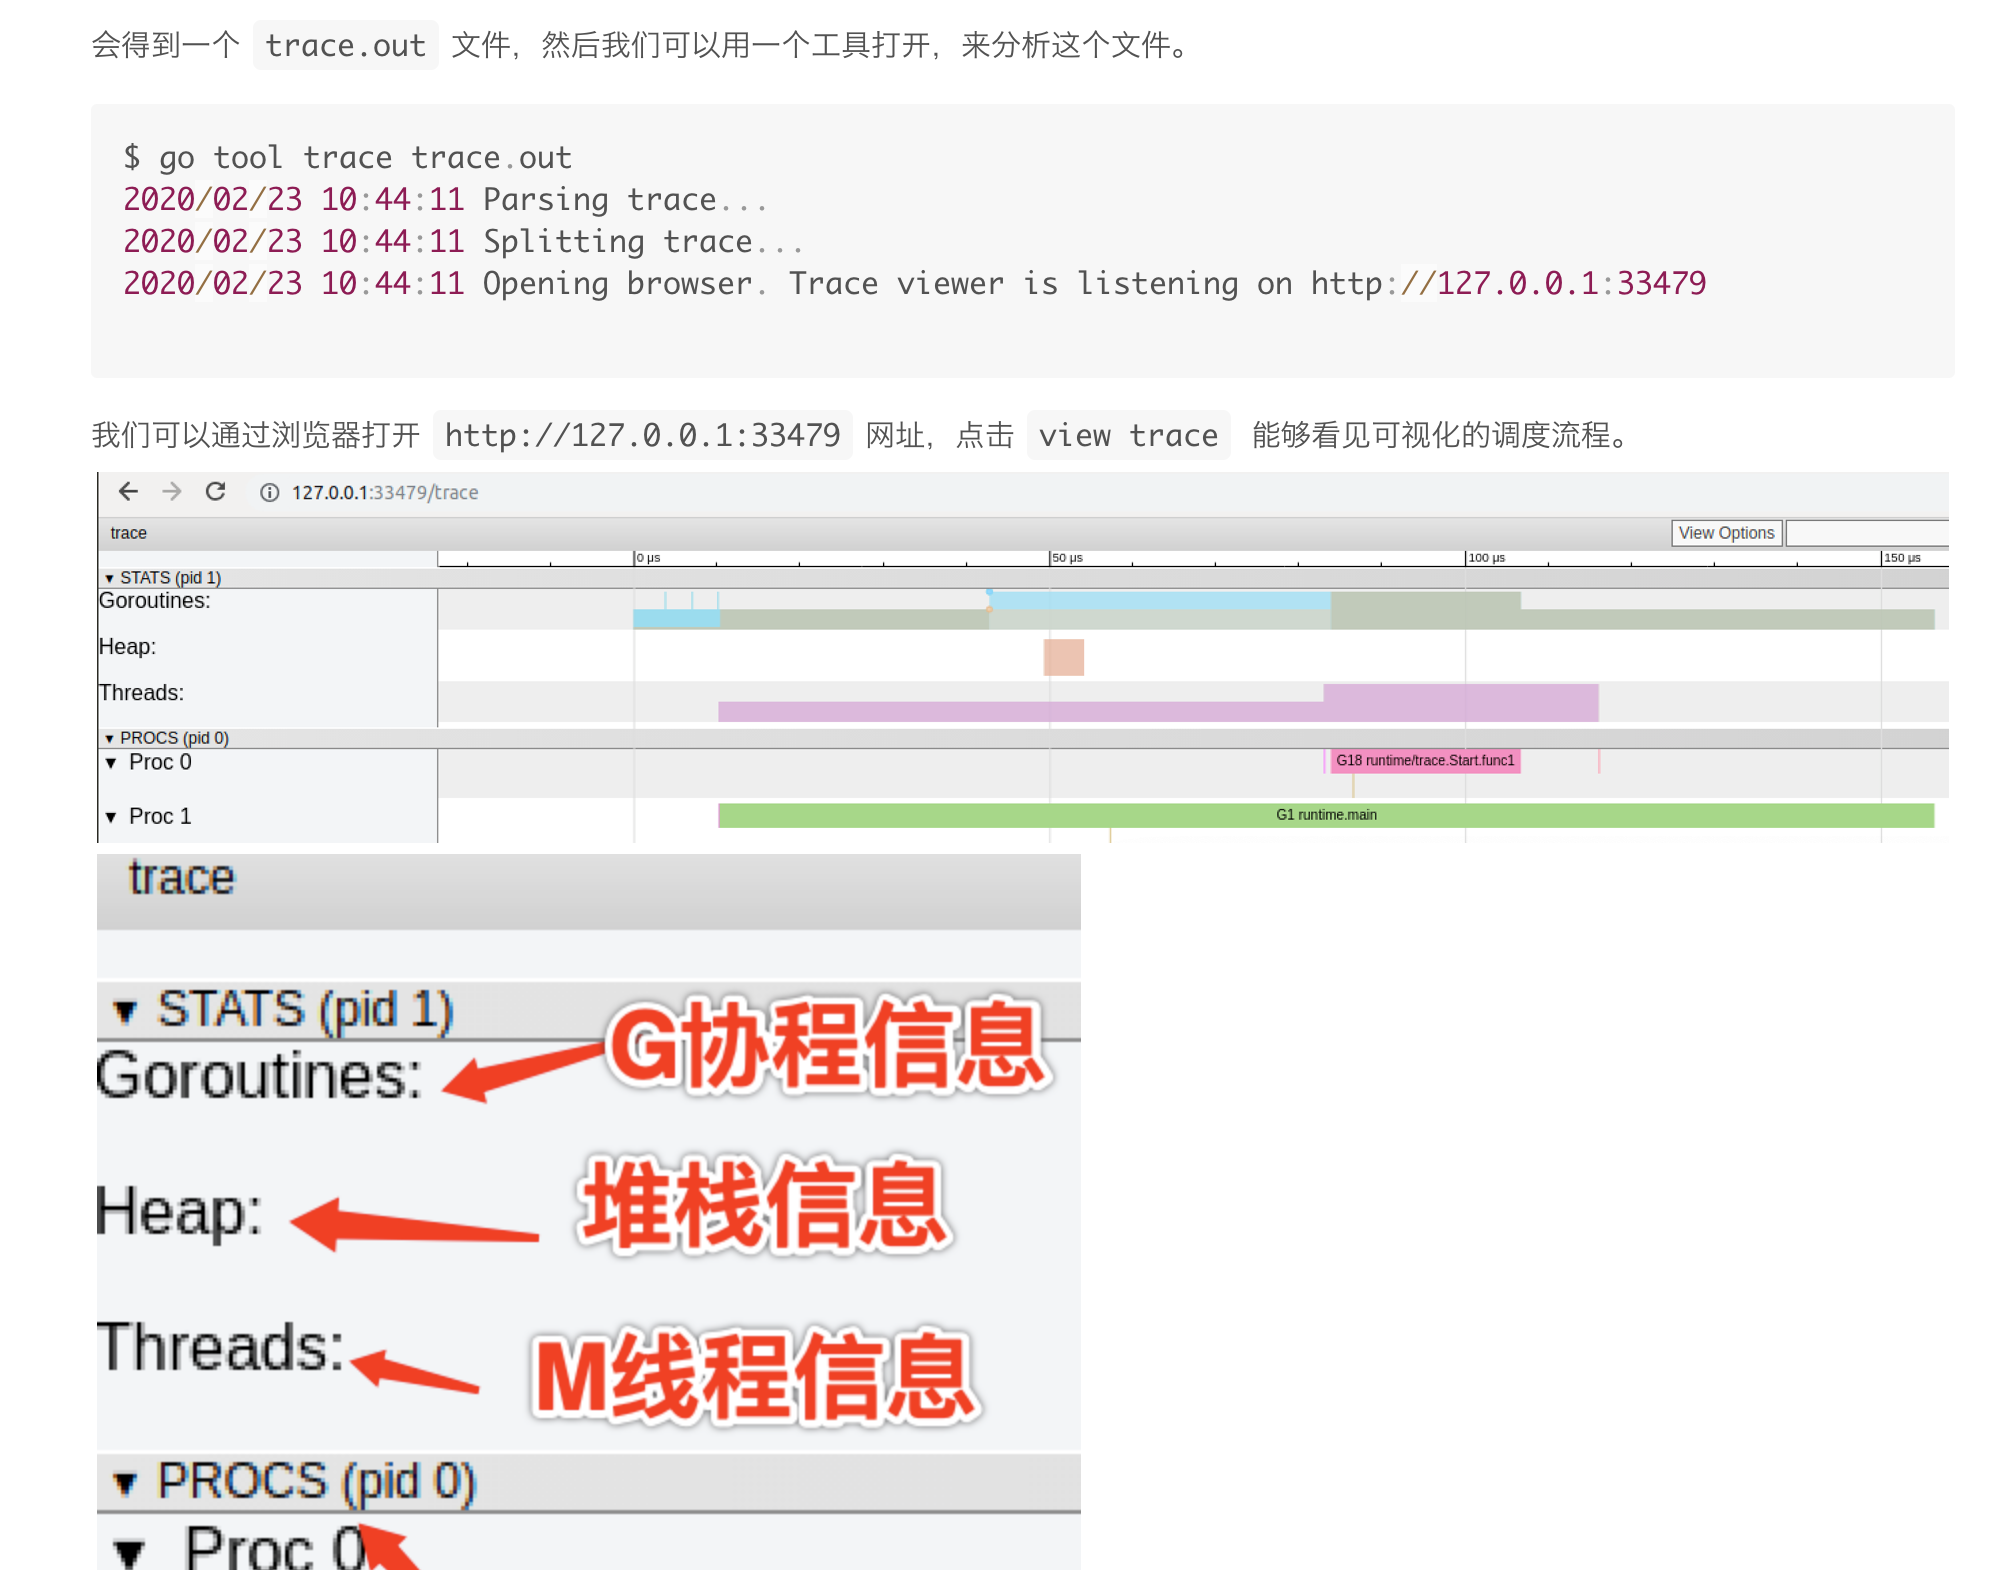 会得到一个 trace.out 文件，然后我们可以用一个工具打开，来分析这个文件。
$ go tool trace trace.out
2020/02/23 10:44:11 Parsing trace...
2020/02/23 10:44:11 Splitting trace...
2020/02/23 10:44:11 Opening browser. Trace viewer is listening on http://127.0.0.1:33479
我们可以通过浏览器打开 http://127.0.0.1:33479 网址，点击 view trace 能够看见可视化的调度流程。
127.0.0.1:33479/trace
trace View Options
0 μs 50 μs 100 μs 150 μs
▼ STATS (pid 1)
Goroutines:
Heap:
Threads:
▼ PROCS (pid 0)
▼ Proc 0 G18 runtime/trace.Start.func1
▼ Proc 1 G1 runtime.main
trace
▼ STATS (pid 1)
Goroutines: G协程信息
Heap: 堆栈信息
Threads: M线程信息
▼ PROCS (pid 0)
▼ Proc 0